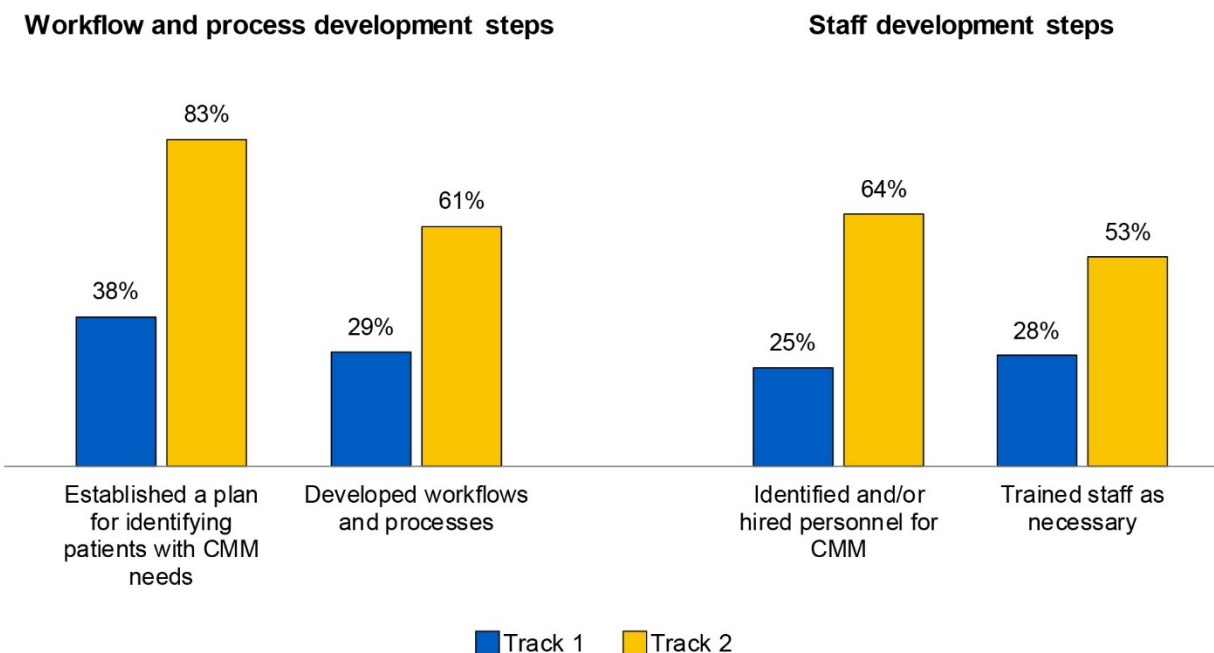 Workflow and process development steps
Staff development steps
83%
38%
61%
29%
64%
25%
53%
28%
Established a plan
for identifying
patients with CMM
needs
Developed workflows
and processes
Identified and/or
hired personnel for
CMM
Trained staff as
necessary
Track 1
Track 2